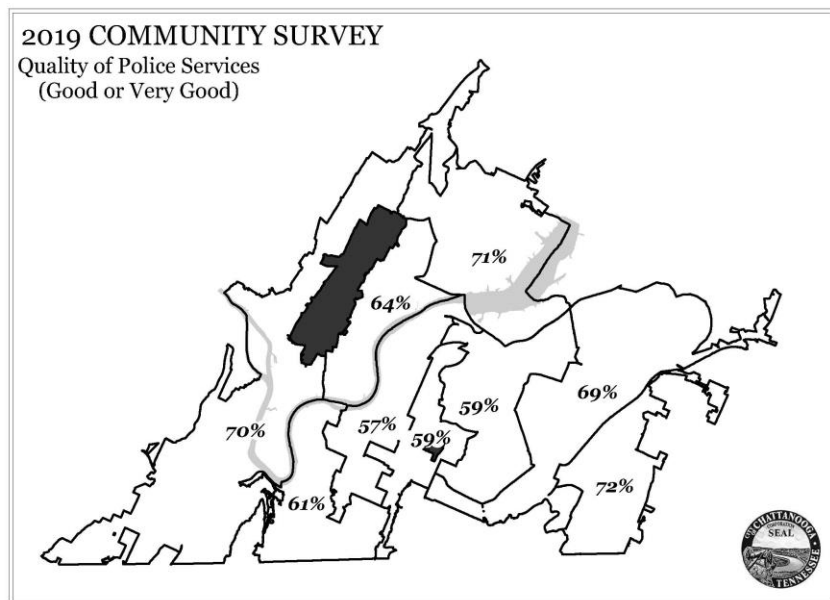 2019 COMMUNITY SURVEY
Quality of Police Services
(Good or Very Good)
71%
64%
69%
59%
57%
70%
59%
72%
61%
CHATTANOOGA
CORPORATION
SEAL
TENNESSEE